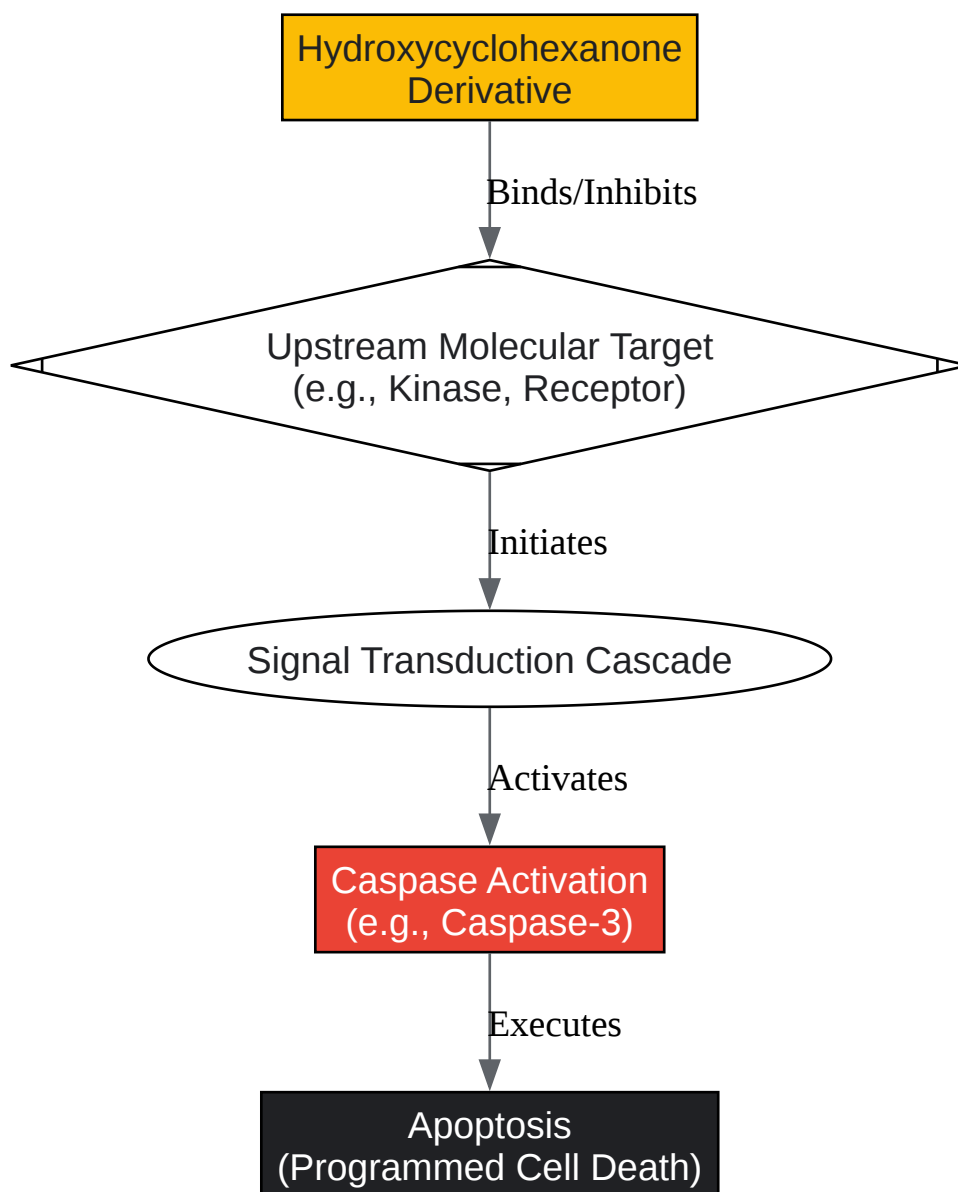 Hydroxycyclohexanone
Derivative
Binds/Inhibits
Upstream Molecular Target
(e.g., Kinase, Receptor)
Initiates
Signal Transduction Cascade
Activates
Caspase Activation
(e.g., Caspase-3)
Executes
Apoptosis
(Programmed Cell Death)